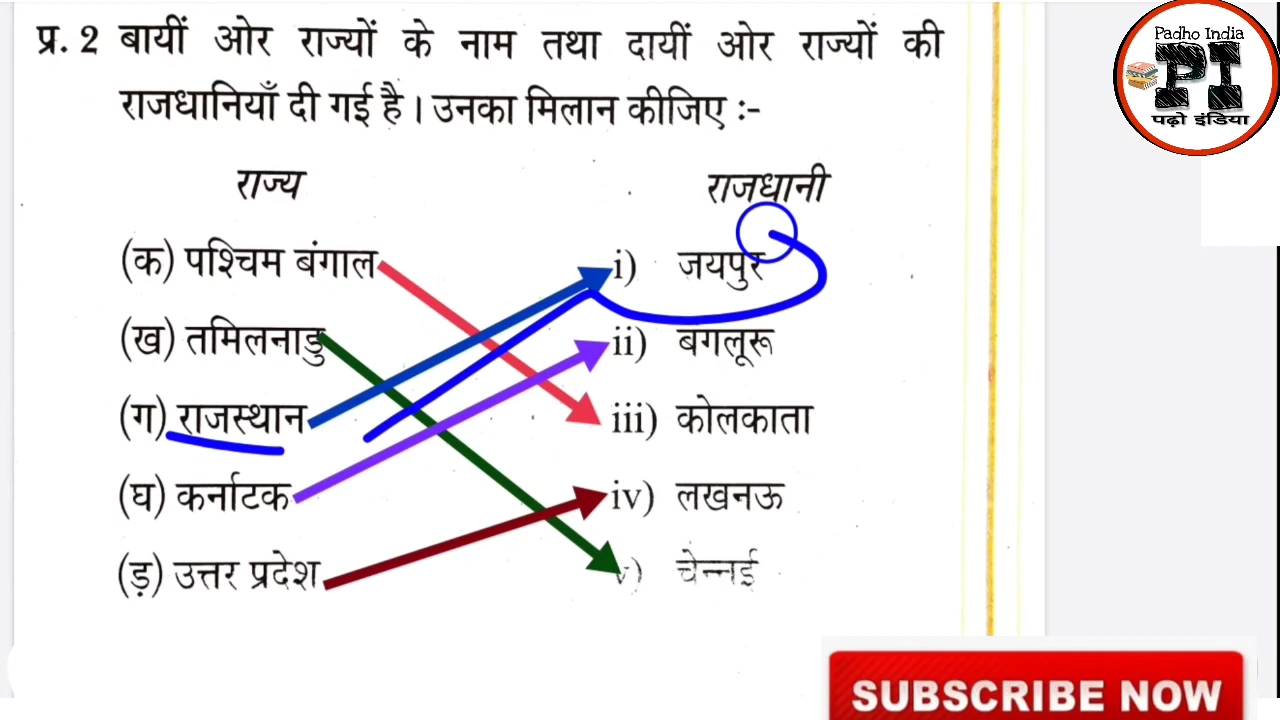 प्र. 2 बायीं ओर राज्यों के नाम तथा दायीं ओर राज्यों की
राजधानियाँ दी गई है । उनका मिलान कीजिए :-
राज्य राजधानी
(क) पश्चिम बंगाल i) जयपुर
(ख) तमिलनाडु ii) बगलूरू
(ग) राजस्थान iii) कोलकाता
(घ) कर्नाटक iv) लखनऊ
(ड़) उत्तर प्रदेश v) चेन्नई
Padho India
PI
पढ़ो इंडिया
SUBSCRIBE NOW